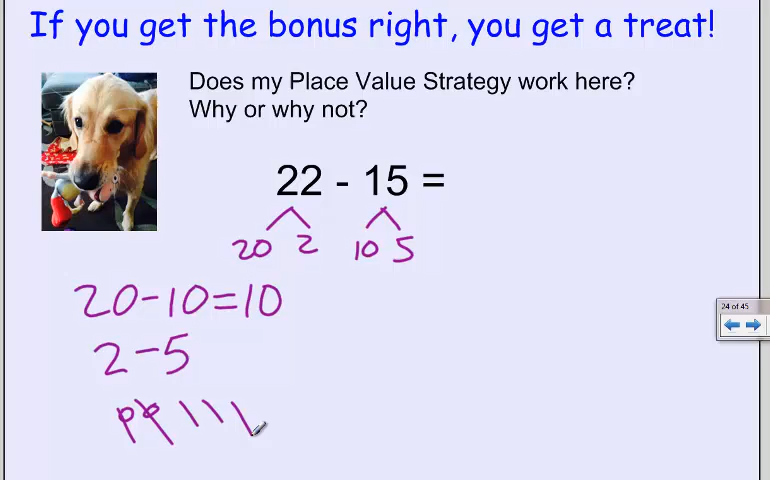 If you get the bonus right, you get a treat!
Does my Place Value Strategy work here?
Why or why not?
22 - 15 =
20 2 10 5
20-10=10
24 of 45
2-5